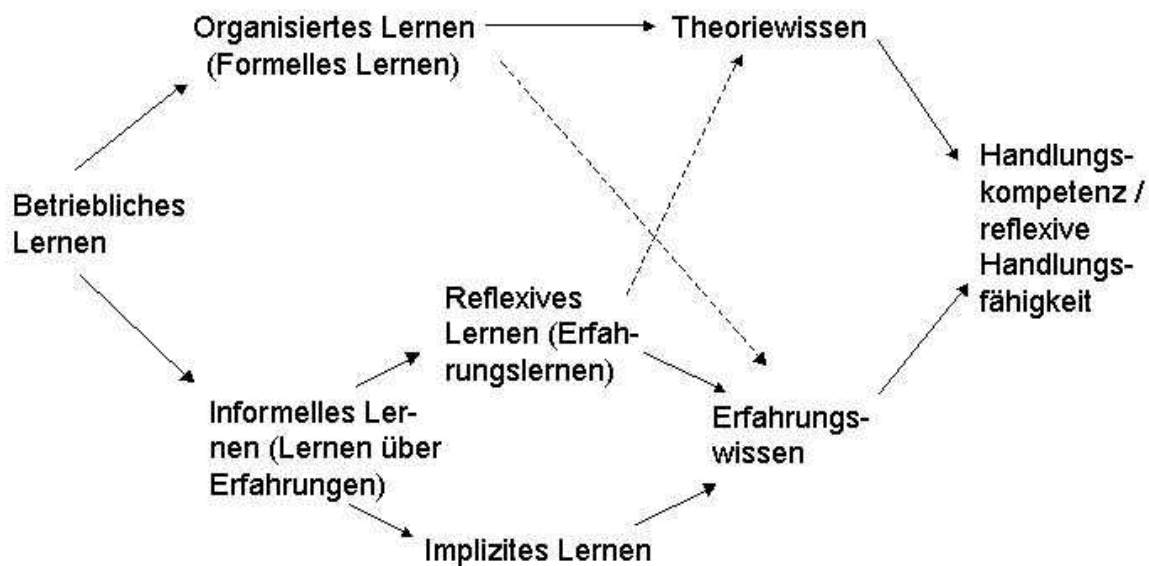 Organisiertes Lernen
(Formelles Lernen)
Theoriewissen
Betriebliches
Lernen
Handlungs-
kompetenz /
reflexive
Handlungs-
fähigkeit
Reflexives
Lernen (Erfah-
rungslernen)
Informelles Ler-
nen (Lernen über
Erfahrungen)
Erfahrungs-
wissen
Implizites Lernen